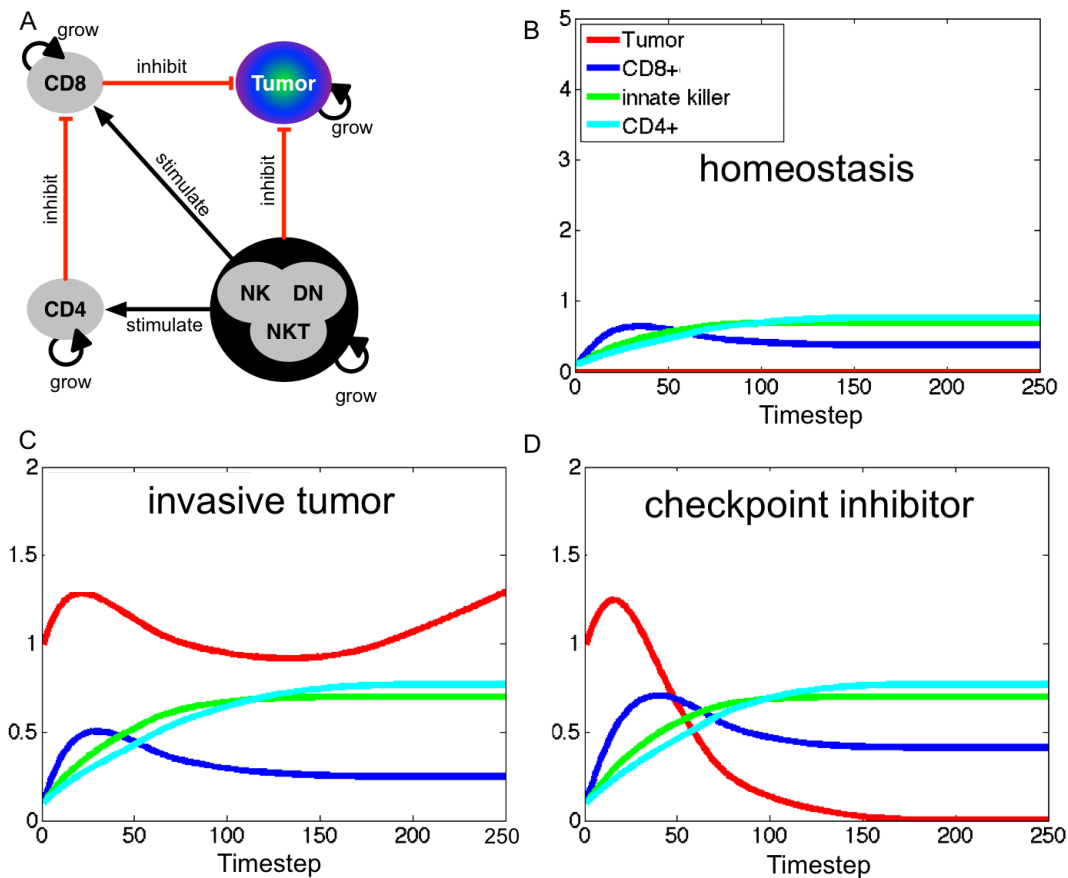 A
grow
CD8
inhibit
Tumor
grow
stimulate
inhibit
inhibit
CD4
grow
stimulate
NK DN
NKT
grow
B
5
4
3
2
1
0
Tumor
CD8+
innate killer
CD4+
homeostasis
0 50 100 150 200 250
Timestep
C
2
1.5
1
0.5
0
invasive tumor
0 50 100 150 200 250
Timestep
D
2
1.5
1
0.5
0
checkpoint inhibitor
0 50 100 150 200 250
Timestep